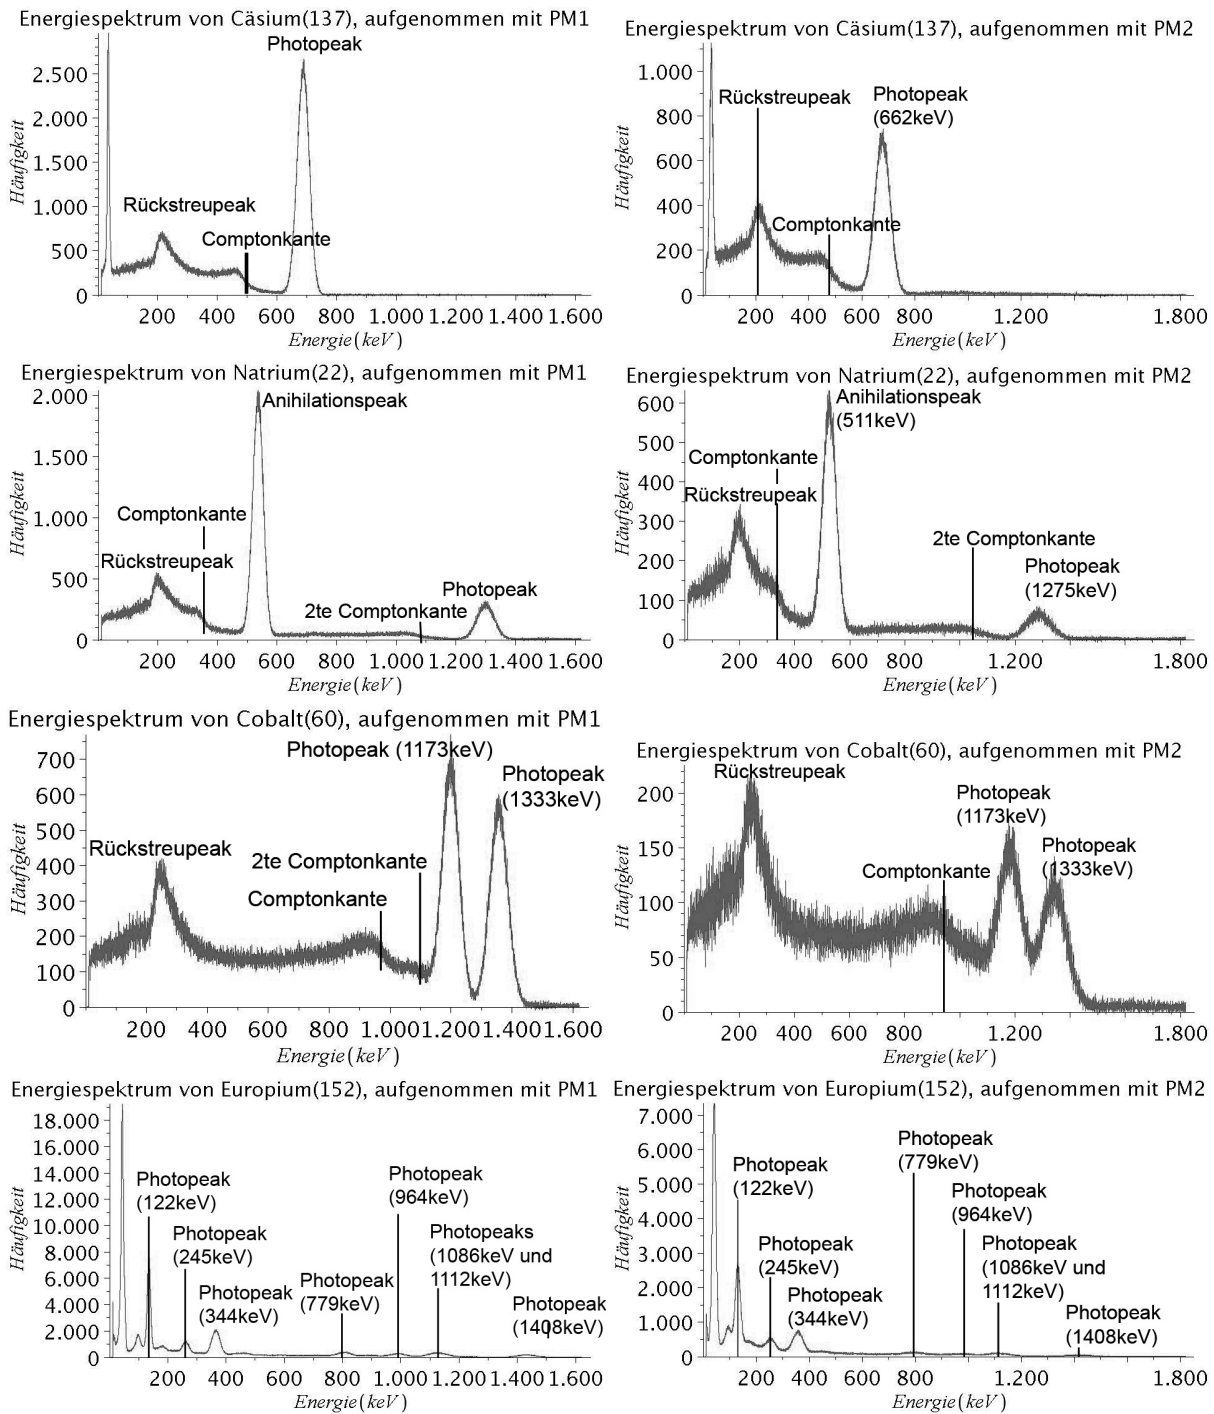 Energiespektrum von Cäsium(137), aufgenommen mit PM1
Photopeak
Rückstreupeak
Comptonkante
Häufigkeit
2.500
2.000
1.500
1.000
500
0
200 400 600 800 1.000 1.200 1.400 1.600
Energie(keV)
Energiespektrum von Cäsium(137), aufgenommen mit PM2
Rückstreupeak
Photopeak
(662keV)
Comptonkante
Häufigkeit
1.000
800
600
400
200
0
200 400 600 800 1.200 1.800
Energie(keV)
Energiespektrum von Natrium(22), aufgenommen mit PM1
Anihilationspeak
Comptonkante
Rückstreupeak
Photopeak
2te Comptonkante
Häufigkeit
2.000
1.500
1.000
500
0
200 400 600 800 1.000 1.200 1.400 1.600
Energie(keV)
Energiespektrum von Natrium(22), aufgenommen mit PM2
Anihilationspeak
(511keV)
Comptonkante
Rückstreupeak
2te Comptonkante
Photopeak
(1275keV)
Häufigkeit
600
500
400
300
200
100
0
200 400 600 800 1.200 1.800
Energie(keV)
Energiespektrum von Cobalt(60), aufgenommen mit PM1
Photopeak (1173keV)
Photopeak
(1333keV)
Rückstreupeak
2te Comptonkante
Comptonkante
Häufigkeit
700
600
500
400
300
200
100
0
200 400 600 800 1.000 1.200 1.400 1.600
Energie(keV)
Energiespektrum von Cobalt(60), aufgenommen mit PM2
Rückstreupeak
Photopeak
(1173keV)
Photopeak
(1333keV)
Comptonkante
Häufigkeit
200
150
100
50
0
200 400 600 800 1.200 1.800
Energie(keV)
Energiespektrum von Europium(152), aufgenommen mit PM1
Photopeak
(122keV)
Photopeak
(245keV)
Photopeak
(344keV)
Photopeak
(779keV)
Photopeak
(964keV)
Photopeaks
(1086keV und
1112keV)
Photopeak
(1408keV)
Häufigkeit
18.000
16.000
14.000
12.000
10.000
8.000
6.000
4.000
2.000
0
200 400 600 800 1.000 1.200 1.400 1.600
Energie(keV)
Energiespektrum von Europium(152), aufgenommen mit PM2
Photopeak
(122keV)
Photopeak
(245keV)
Photopeak
(344keV)
Photopeak
(779keV)
Photopeak
(964keV)
Photopeak
(1086keV und
1112keV)
Photopeak
(1408keV)
Häufigkeit
7.000
6.000
5.000
4.000
3.000
2.000
1.000
0
200 400 600 800 1.200 1.800
Energie(keV)